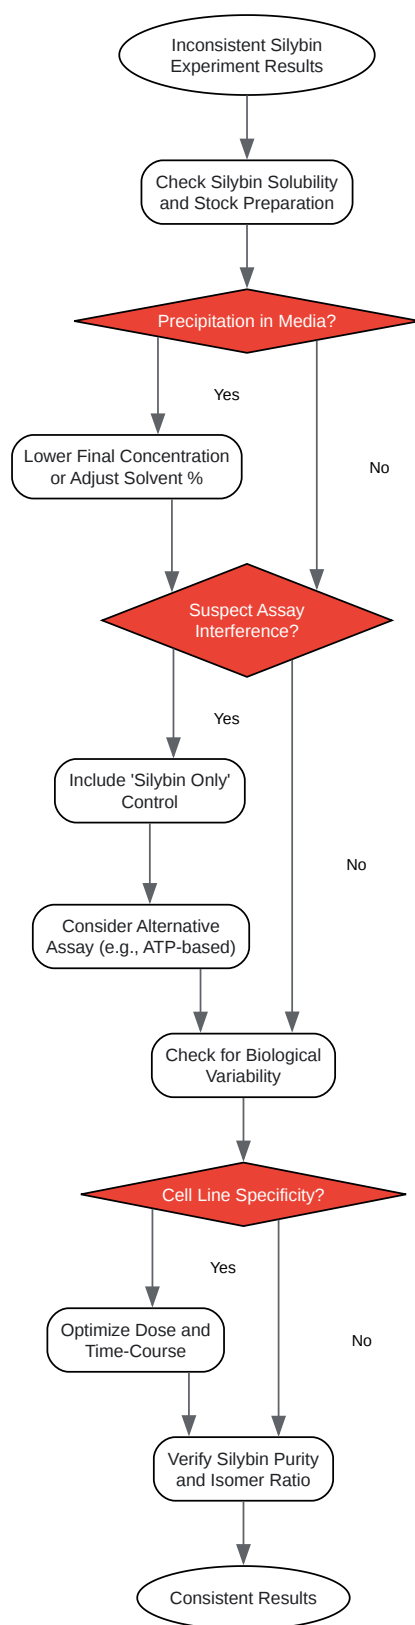 Inconsistent Silybin
Experiment Results
Check Silybin Solubility
and Stock Preparation
Precipitation in Media?
Yes
Lower Final Concentration
or Adjust Solvent %
No
Suspect Assay
Interference?
Yes
Include 'Silybin Only'
Control
No
Consider Alternative
Assay (e.g., ATP-based)
Check for Biological
Variability
Cell Line Specificity?
Yes
Optimize Dose and
Time-Course
No
Verify Silybin Purity
and Isomer Ratio
Consistent Results